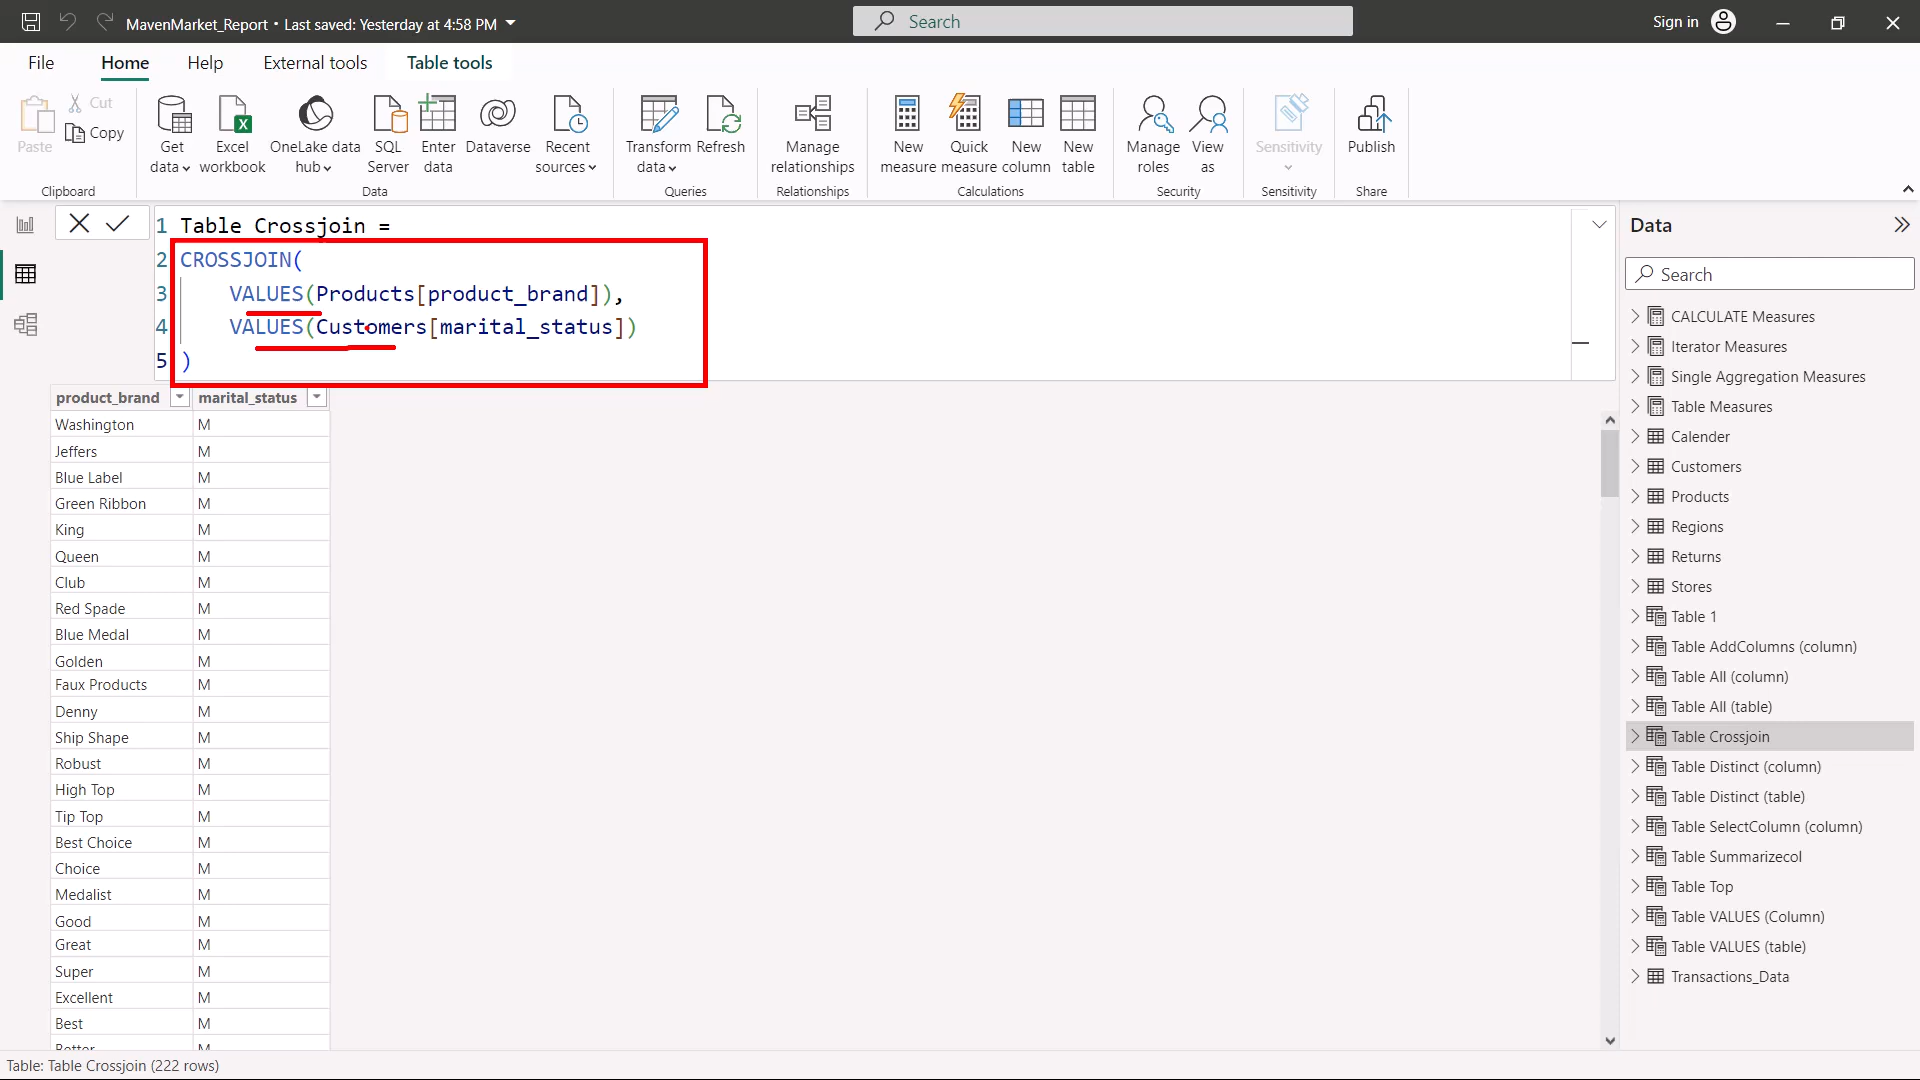 MavenMarket_Report • Last saved: Yesterday at 4:58 PM
Search
Sign in
File
Home
Help
External tools
Table tools
Paste
Cut
Copy
Clipboard
Get data
Excel workbook
OneLake data hub
SQL Server
Enter data
Dataverse
Recent sources
Data
Transform data
Refresh
Queries
Manage relationships
Relationships
New measure
Quick measure
New column
New table
Calculations
Manage roles
View as
Security
Sensitivity
Sensitivity
Publish
Share
1 Table Crossjoin =
2 CROSSJOIN(
3 VALUES(Products[product_brand]),
4 VALUES(Customers[marital_status])
5 )
product_brand marital_status
Washington M
Jeffers M
Blue Label M
Green Ribbon M
King M
Queen M
Club M
Red Spade M
Blue Medal M
Golden M
Faux Products M
Denny M
Ship Shape M
Robust M
High Top M
Tip Top M
Best Choice M
Choice M
Medalist M
Good M
Great M
Super M
Excellent M
Best M
Better M
Data
Search
CALCULATE Measures
Iterator Measures
Single Aggregation Measures
Table Measures
Calender
Customers
Products
Regions
Returns
Stores
Table 1
Table AddColumns (column)
Table All (column)
Table All (table)
Table Crossjoin
Table Distinct (column)
Table Distinct (table)
Table SelectColumn (column)
Table Summarizecol
Table Top
Table VALUES (Column)
Table VALUES (table)
Transactions_Data
Table: Table Crossjoin (222 rows)